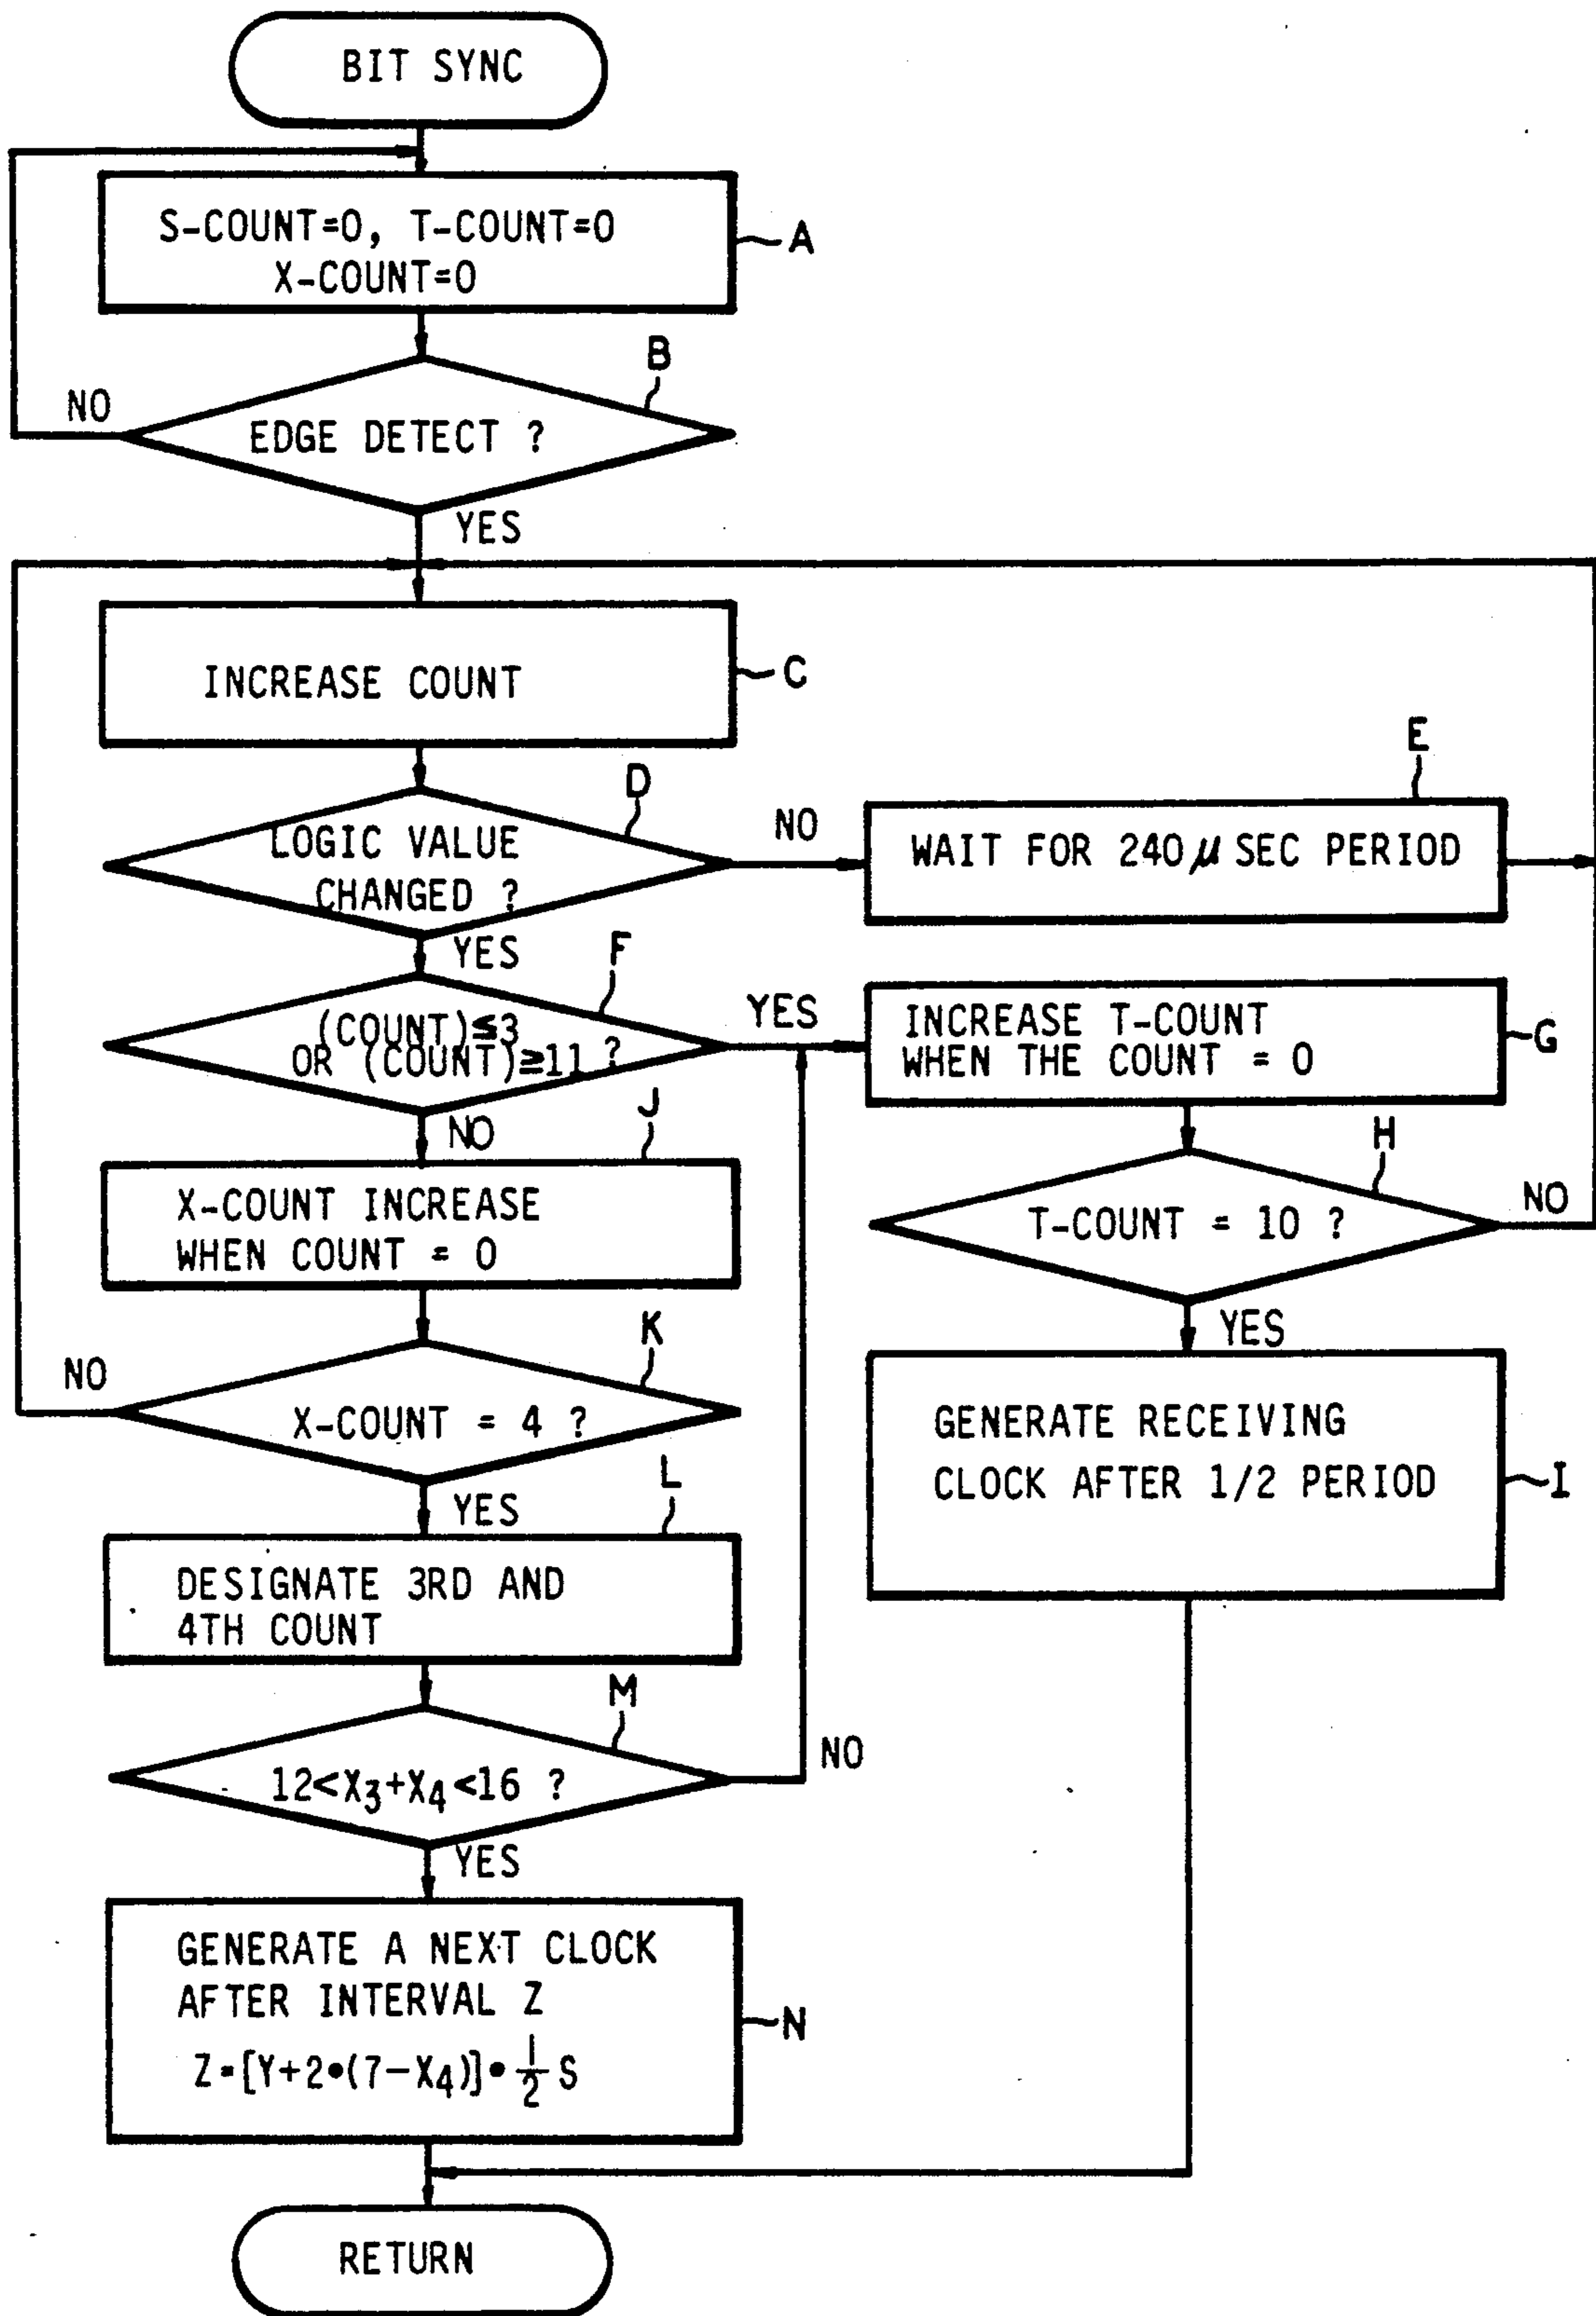 BIT SYNC
S-COUNT=0, T-COUNT=0
X-COUNT=0
A
B
NO
EDGE DETECT ?
YES
INCREASE COUNT
C
D
LOGIC VALUE
CHANGED ?
NO
E
WAIT FOR 240 μ SEC PERIOD
YES
F
(COUNT)≦3
OR (COUNT)≧11 ?
YES
INCREASE T-COUNT
WHEN THE COUNT = 0
G
NO
J
H
X-COUNT INCREASE
WHEN COUNT = 0
T-COUNT = 10 ?
NO
YES
K
NO
X-COUNT = 4 ?
GENERATE RECEIVING
CLOCK AFTER 1/2 PERIOD
I
YES
L
DESIGNATE 3RD AND
4TH COUNT
M
12<X3+X4<16 ?
NO
YES
GENERATE A NEXT CLOCK
AFTER INTERVAL Z
Z=[Y+2•(7-X4)]•1/2 S
N
RETURN